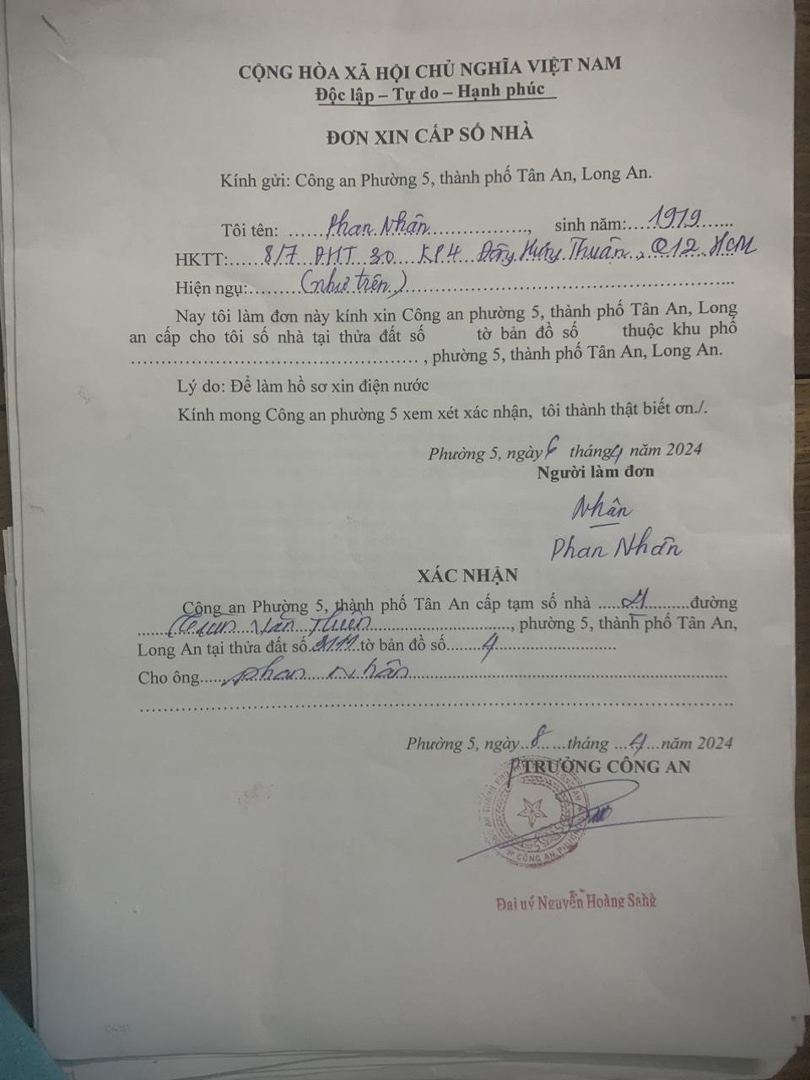 CỘNG HÒA XÃ HỘI CHỦ NGHĨA VIỆT NAM
Độc lập – Tự do – Hạnh phúc
ĐƠN XIN CẤP SỐ NHÀ
Kính gửi: Công an Phường 5, thành phố Tân An, Long An.
Tôi tên: ......Phan Nhân................., sinh năm:....1979......
HKTT:......8/7 ĐHT 30 KP4 Đông Hưng Thuận, Q12 HCM
Hiện ngụ:.........(như trên)...............
Nay tôi làm đơn này kính xin Công an phường 5, thành phố Tân An, Long
an cấp cho tôi số nhà tại thửa đất số tờ bản đồ số thuộc khu phố
................................................. , phường 5, thành phố Tân An, Long An.
Lý do: Để làm hồ sơ xin điện nước
Kính mong Công an phường 5 xem xét xác nhận, tôi thành thật biết ơn./.
Phường 5, ngày 6 tháng 4 năm 2024
Người làm đơn
Nhân
Phan Nhân
XÁC NHẬN
Công an Phường 5, thành phố Tân An cấp tạm số nhà ..... ..........đường
......... Văn ........................, phường 5, thành phố Tân An,
Long An tại thửa đất số. .tờ bản đồ số.......4.....................
Cho ông.....phan Nhân.......................................................
.....................................................................................................
Phường 5, ngày..8.....tháng ...4...năm 2024
P TRƯỞNG CÔNG AN
CÔNG AN PHƯỜNG 5
Đại uý Nguyễn Hoàng Sang